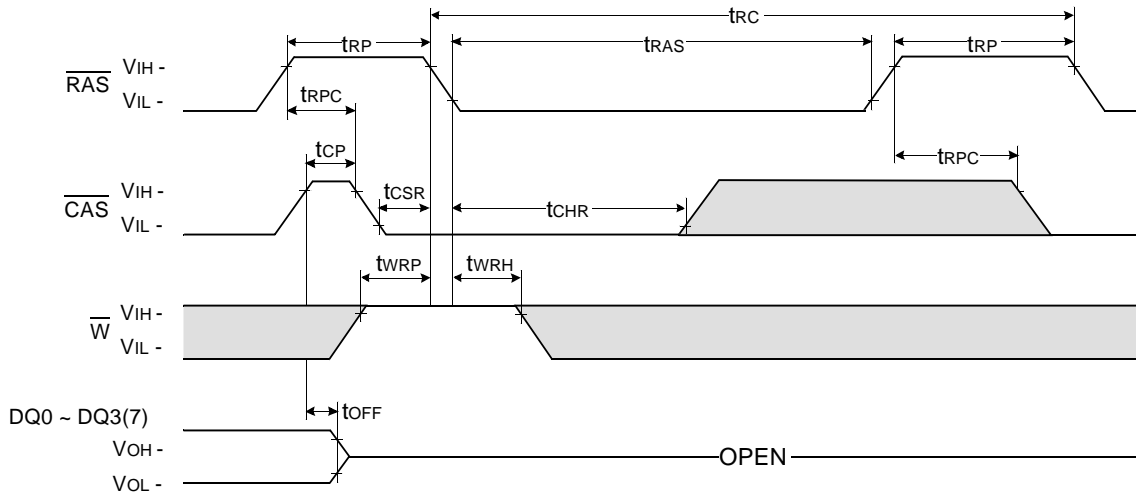 tRC
tRP tRAS tRP
RAS VIH -
VIL -
tRPC
tCP tRPC
CAS VIH -
VIL -
tCSR tCHR
tWRP tWRH
W VIH -
VIL -
DQ0 ~ DQ3(7) tOFF
VOH -
VOL -
OPEN